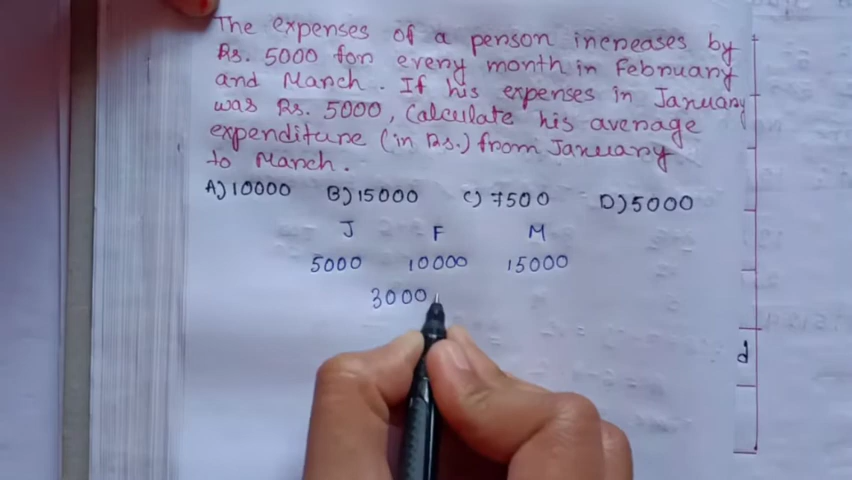 The expenses of a person increases by
Rs. 5000 for every month in February
and March. If his expenses in January
was Rs. 5000, Calculate his average
expenditure (in Rs.) from January
to March.
A) 10000 B) 15000 C) 7500 D) 5000
J F M
5000 10000 15000
3000